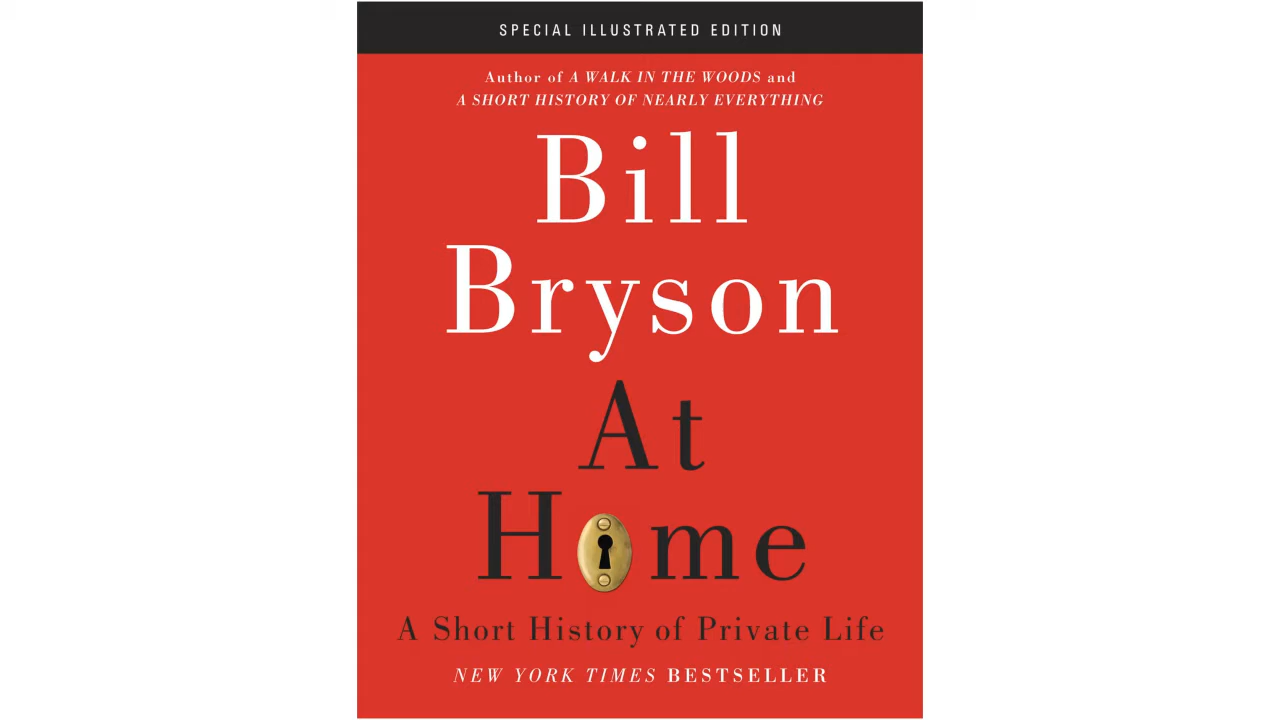 SPECIAL ILLUSTRATED EDITION
Author of A WALK IN THE WOODS and
A SHORT HISTORY OF NEARLY EVERYTHING
Bill
Bryson
At
Home
A Short History of Private Life
NEW YORK TIMES BESTSELLER